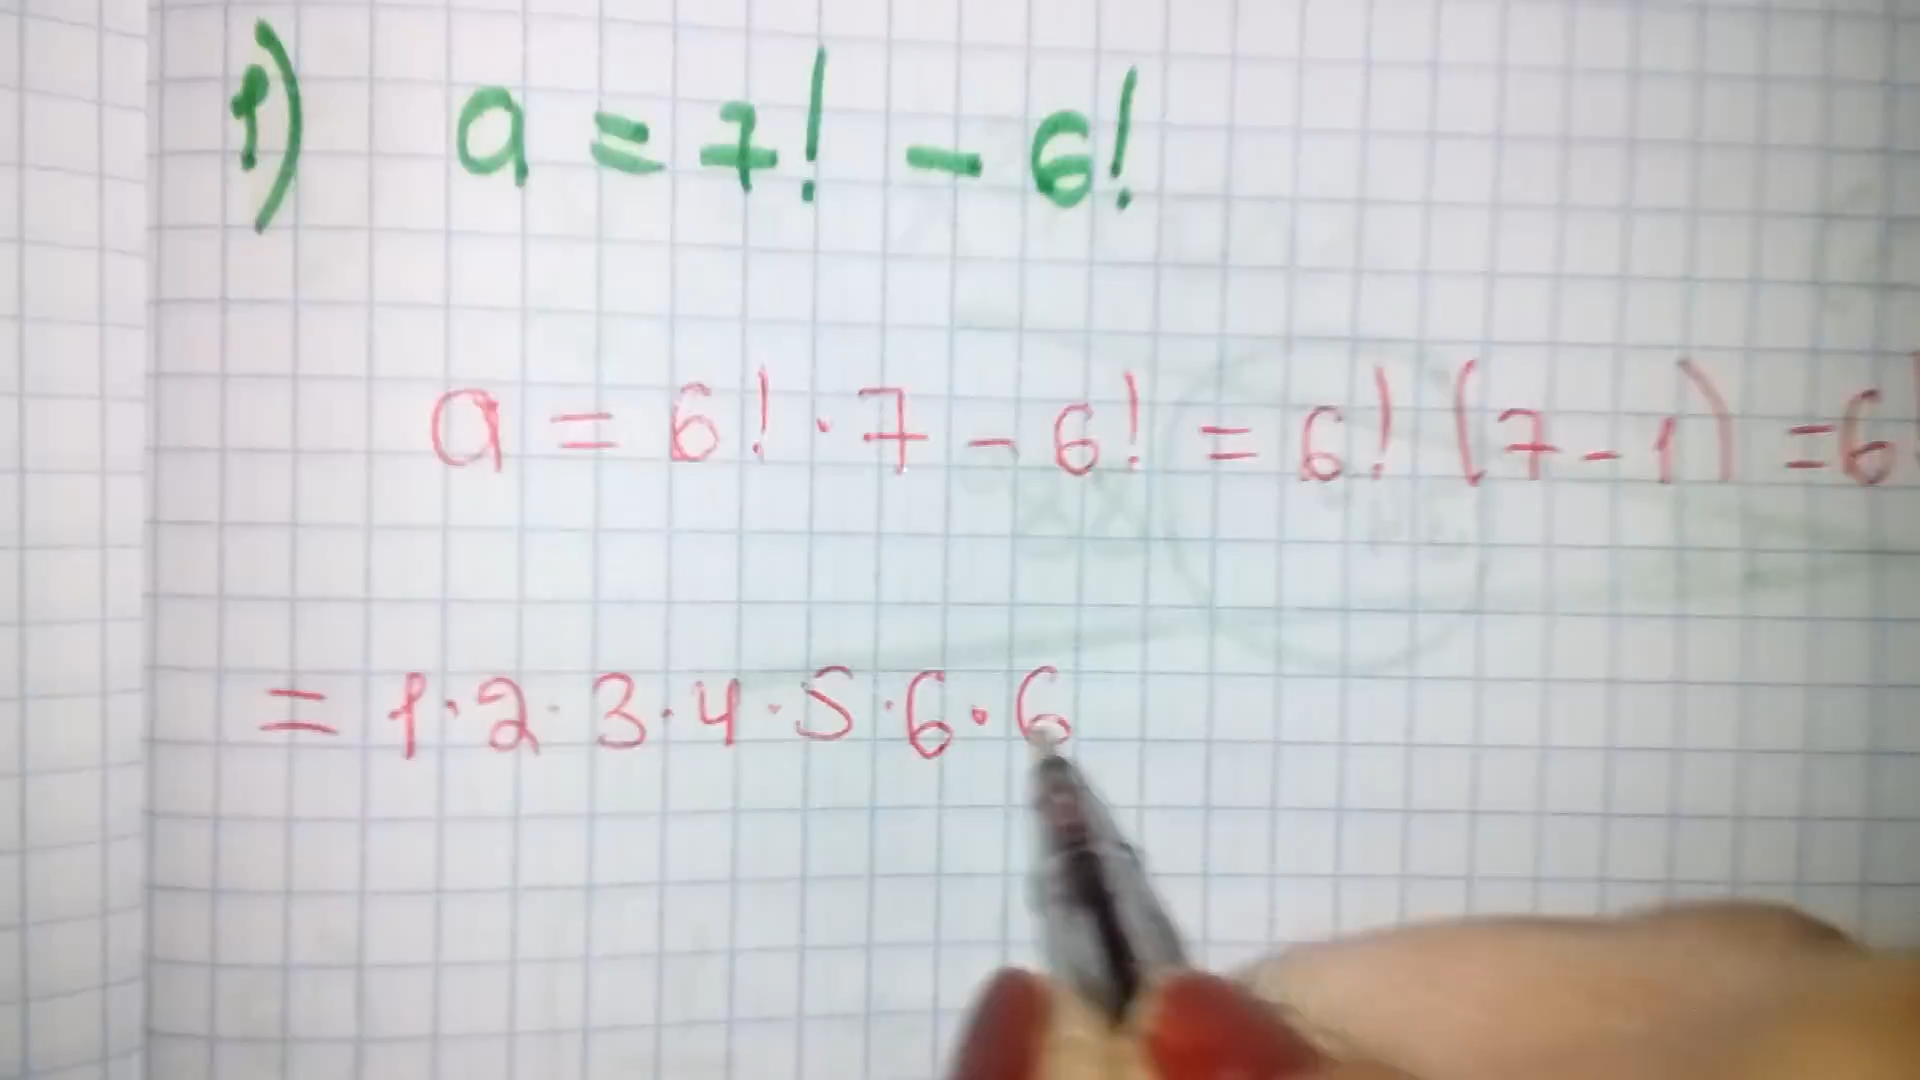 1) a = 7! - 6!
a = 6! · 7 - 6! = 6! (7 - 1) = 6!
= 1 · 2 · 3 · 4 · 5 · 6 · 6